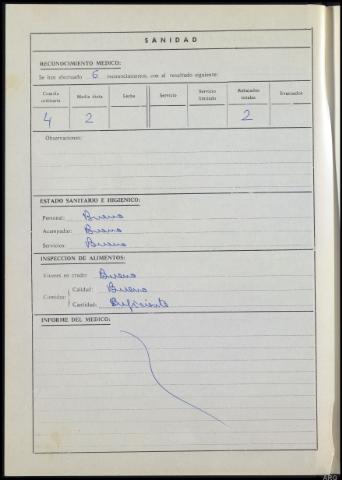 SANIDAD
RECONOCIMIENTO MEDICO:
Se han efectuado 6 reconocimientos, con el resultado siguiente:
Comida ordinaria Media dieta Leche Servicio Servicio limitado Rebajados totales Evacuados
4 2 2
Observaciones:
ESTADO SANITARIO E HIGIENICO:
Personal: Bueno
Acampada: Bueno
Servicios: Bueno
INSPECCION DE ALIMENTOS:
Víveres en crudo: Bueno
Comidas: Calidad: Bueno
Cantidad: Suficiente
INFORME DEL MEDICO:
ARG